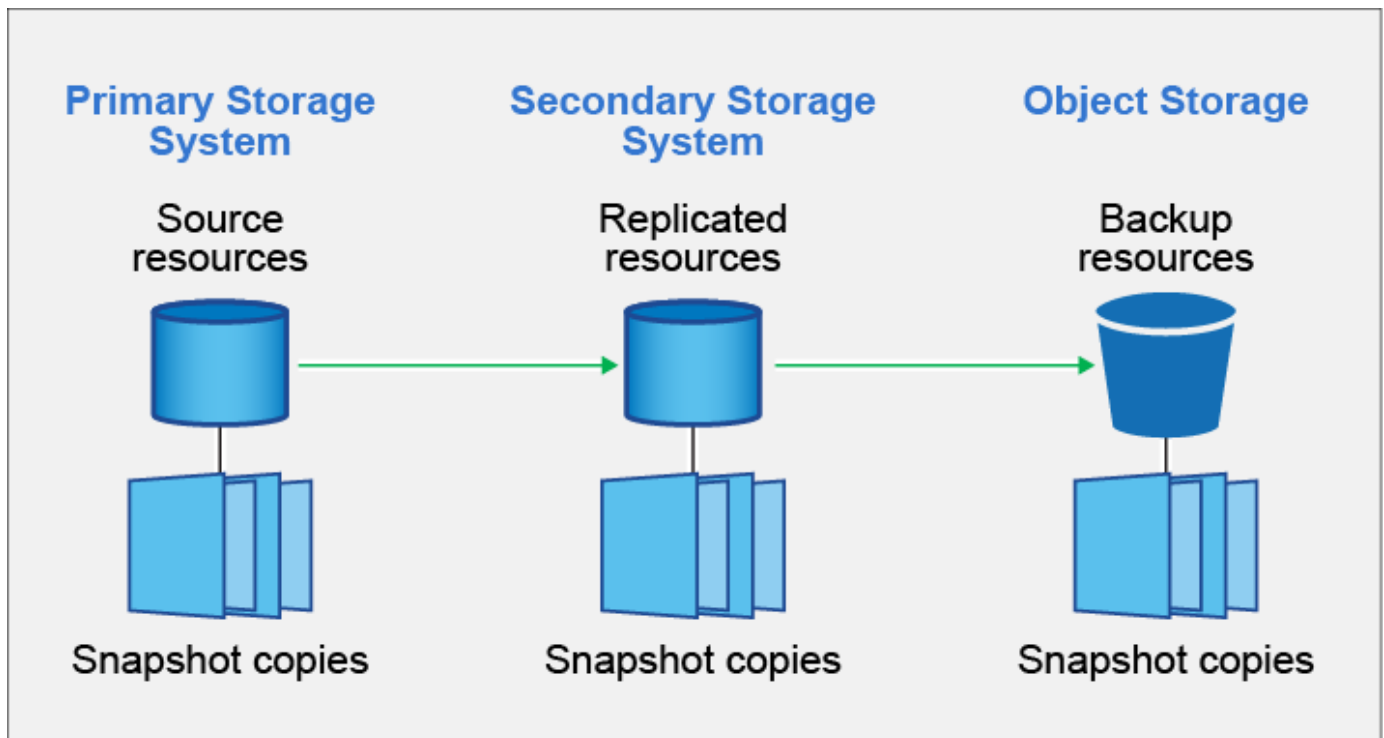 Primary Storage
System
Secondary Storage
System
Object Storage
Source
resources
Replicated
resources
Backup
resources
Snapshot copies
Snapshot copies
Snapshot copies